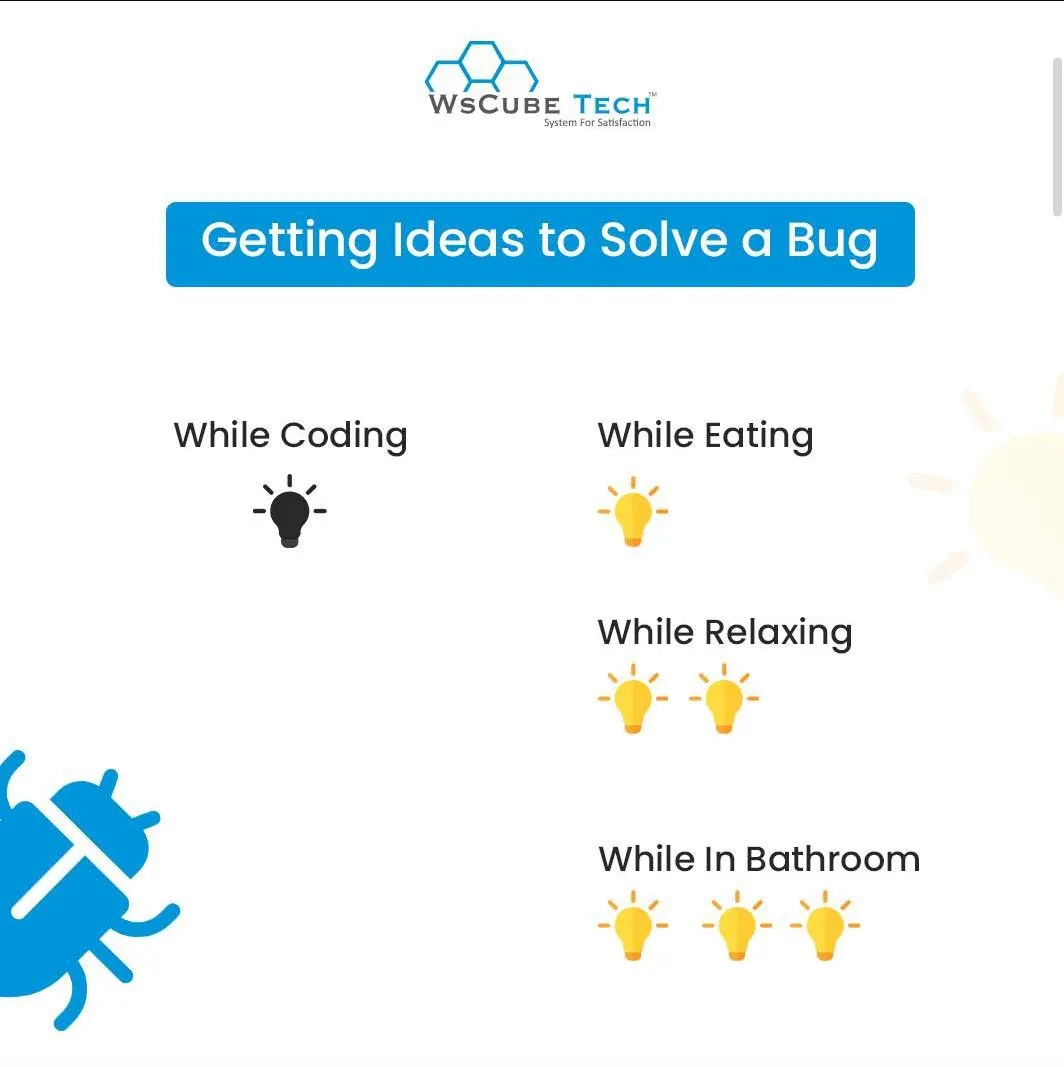 WsCube Tech™
System For Satisfaction
Getting Ideas to Solve a Bug
While Coding
While Eating
While Relaxing
While In Bathroom